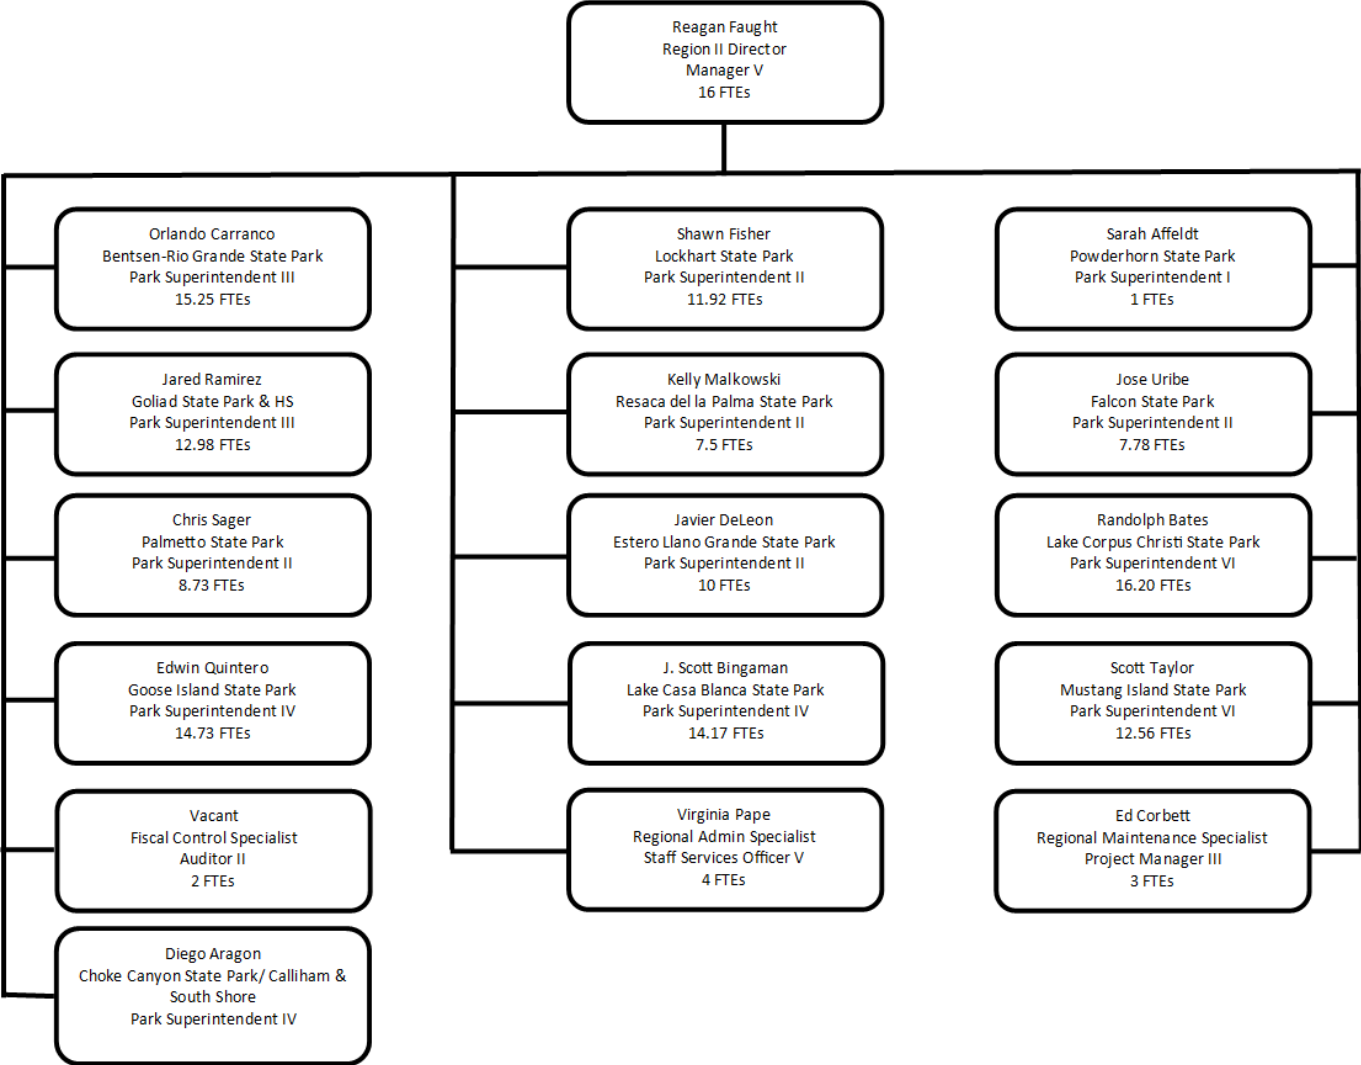 Reagan Faught
Region II Director
Manager V
16 FTEs
Orlando Carranco
Bentsen-Rio Grande State Park
Park Superintendent III
15.25 FTEs
Jared Ramirez
Goliad State Park & HS
Park Superintendent III
12.98 FTEs
Chris Sager
Palmetto State Park
Park Superintendent II
8.73 FTEs
Edwin Quintero
Goose Island State Park
Park Superintendent IV
14.73 FTEs
Vacant
Fiscal Control Specialist
Auditor II
2 FTEs
Diego Aragon
Choke Canyon State Park/ Calliham &
South Shore
Park Superintendent IV
Shawn Fisher
Lockhart State Park
Park Superintendent II
11.92 FTEs
Kelly Malkowski
Resaca del la Palma State Park
Park Superintendent II
7.5 FTEs
Javier DeLeon
Estero Llano Grande State Park
Park Superintendent II
10 FTEs
J. Scott Bingaman
Lake Casa Blanca State Park
Park Superintendent IV
14.17 FTEs
Virginia Pape
Regional Admin Specialist
Staff Services Officer V
4 FTEs
Sarah Affeldt
Powderhorn State Park
Park Superintendent I
1 FTEs
Jose Uribe
Falcon State Park
Park Superintendent II
7.78 FTEs
Randolph Bates
Lake Corpus Christi State Park
Park Superintendent VI
16.20 FTEs
Scott Taylor
Mustang Island State Park
Park Superintendent VI
12.56 FTEs
Ed Corbett
Regional Maintenance Specialist
Project Manager III
3 FTEs